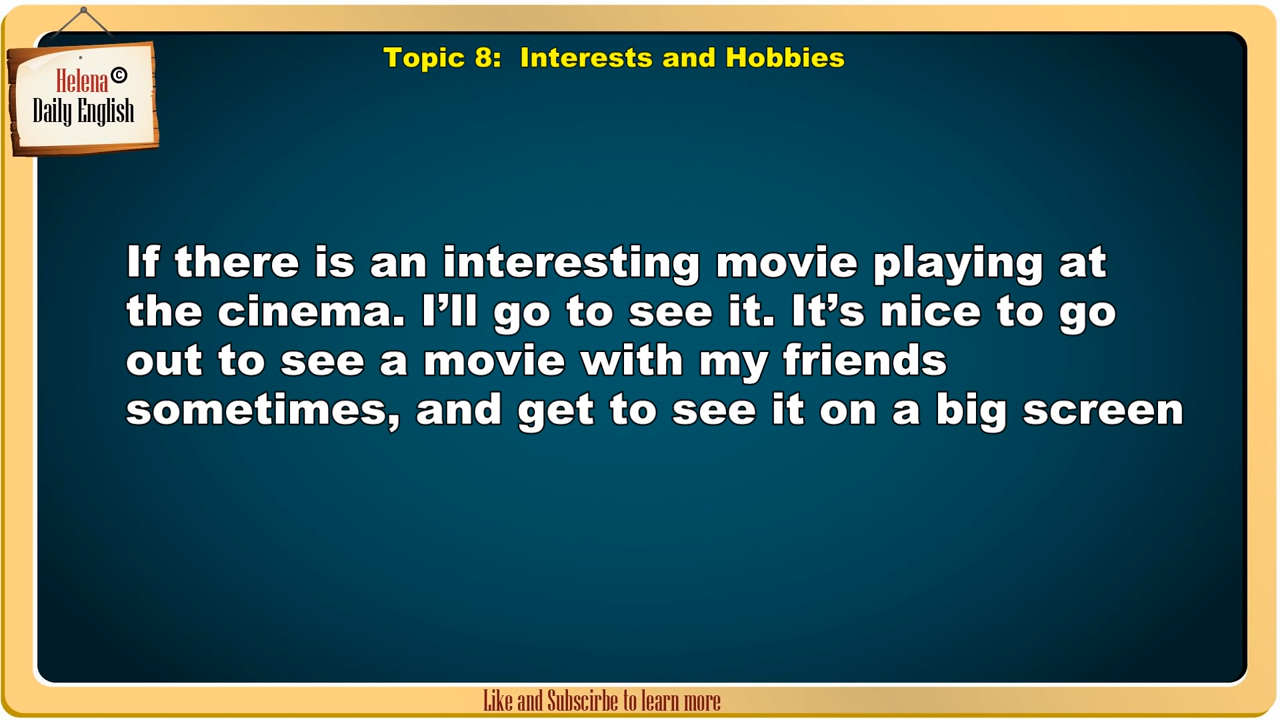 Topic 8: Interests and Hobbies
Helena©
Daily English
If there is an interesting movie playing at
the cinema. I’ll go to see it. It’s nice to go
out to see a movie with my friends
sometimes, and get to see it on a big screen
Like and Subscirbe to learn more